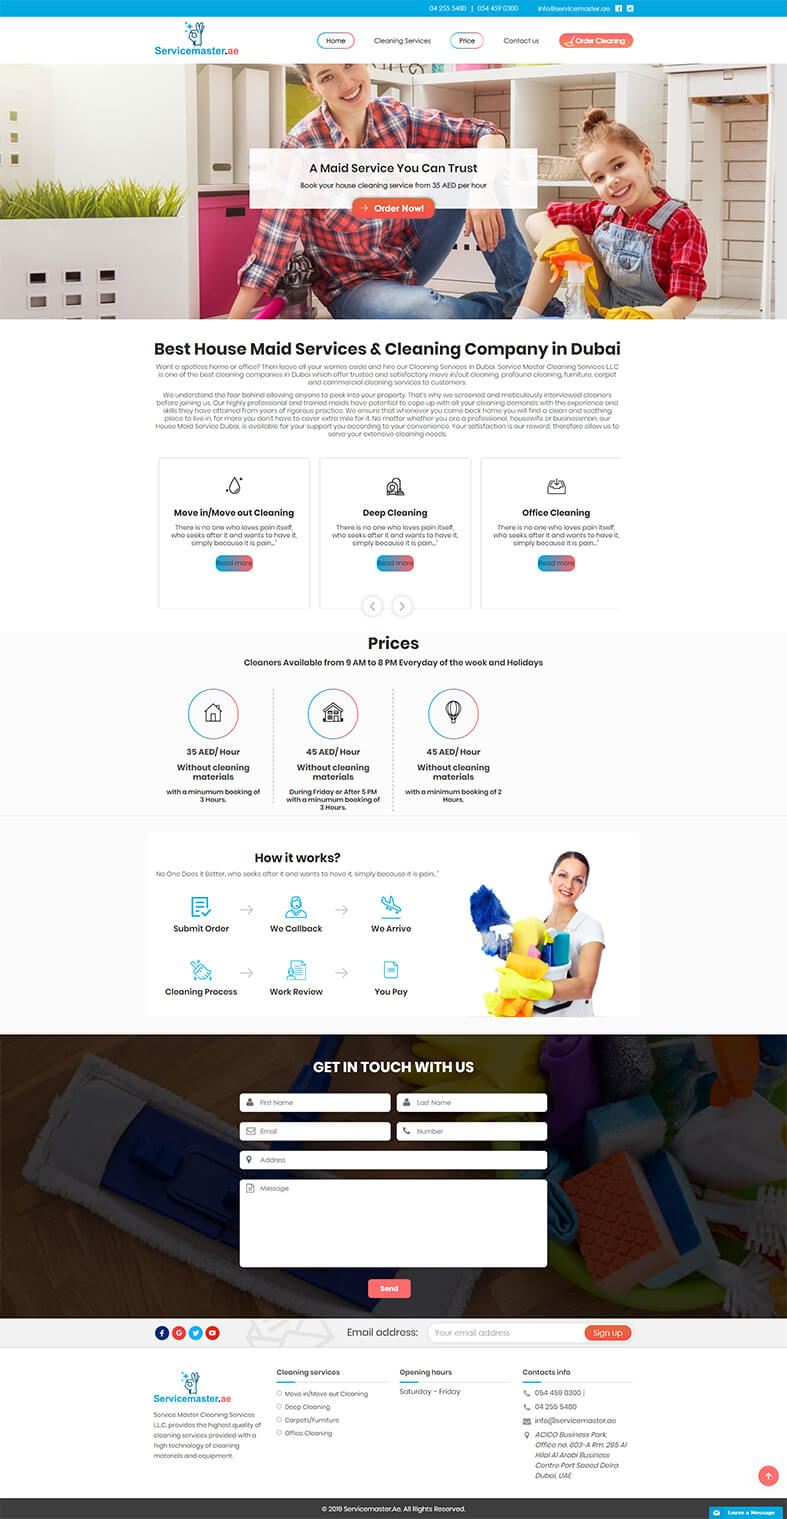 04 255 5480 | 054 459 0300 info@servicemaster.ae
Servicemaster.ae
Home Cleaning Services Price Contact us Order Cleaning
A Maid Service You Can Trust
Book your house cleaning service from 35 AED per hour
Order Now!
Best House Maid Services & Cleaning Company in Dubai
Want a spotless home or office? Then leave all your worries aside and hire our Cleaning Services in Dubai. Service Master Cleaning Services LLC
is one of the best cleaning companies in Dubai which offer trusted and satisfactory move in/out cleaning, profound cleaning, furniture, carpet
and commercial cleaning services to customers.
We understand the fear behind allowing anyone to peek into your property. That's why we screened and meticulously interviewed cleaners
before joining us. Our highly professional and trained maids have potential to cope up with all your cleaning demands with the experience and
skills they have attained from years of rigorous practice. We ensure that whenever you come back home you will find a clean and soothing
place to live in, for more you don't have to cover extra mile for it. No matter whether you are a professional, housewife or businessman, our
House Maid Service Dubai, is available for your support you according to your convenience. Your satisfaction is our reward; therefore allow us to
serve your extensive cleaning needs.
Move in/Move out Cleaning
There is no one who loves pain itself,
who seeks after it and wants to have it,
simply because it is pain..."
Read more
Deep Cleaning
There is no one who loves pain itself,
who seeks after it and wants to have it,
simply because it is pain..."
Read more
Office Cleaning
There is no one who loves pain itself,
who seeks after it and wants to have it,
simply because it is pain..."
Read more
Prices
Cleaners Available from 9 AM to 8 PM Everyday of the week and Holidays
35 AED/ Hour
Without cleaning
materials
with a minumum booking of
3 Hours.
45 AED/ Hour
Without cleaning
materials
During Friday or After 5 PM
with a minumum booking of
3 Hours.
45 AED/ Hour
Without cleaning
materials
with a minimum booking of 2
Hours.
How it works?
No One Does it Better, who seeks after it and wants to have it, simply because it is pain..."
Submit Order We Callback We Arrive
Cleaning Process Work Review You Pay
GET IN TOUCH WITH US
First Name Last Name
Email Number
Address
Message
Send
Email address: Your email address Sign up
Servicemaster.ae
Service Master Cleaning Services
LLC. provides the highest quality of
cleaning services provided with a
high technology of cleaning
materials and equipment.
Cleaning services
Move in/Move out Cleaning
Deep Cleaning
Carpets/Furniture
Office Cleaning
Opening hours
Saturday - Friday
Contacts info
054 459 0300 |
04 255 5480
info@servicemaster.ae
ACICO Business Park,
Office no. 603-A Rm. 265 Al
Hilal Al Arabi Business
Centre Port Saeed Deira
Dubai, UAE
© 2019 Servicemaster.Ae. All Rights Reserved.
Leave a Message